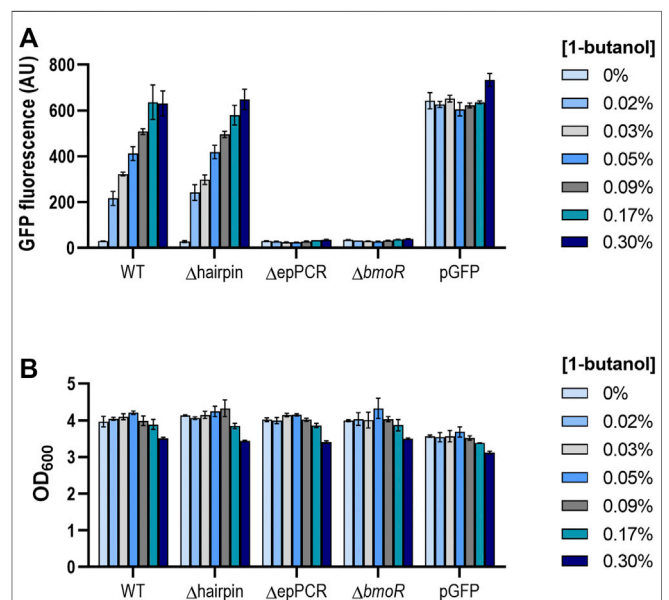 A
GFP fluorescence (AU)
800
600
400
200
0
WT
Δhairpin
ΔepPCR
ΔbmoR
pGFP
[1-butanol]
0%
0.02%
0.03%
0.05%
0.09%
0.17%
0.30%
B
OD600
5
4
3
2
1
0
WT
Δhairpin
ΔepPCR
ΔbmoR
pGFP
[1-butanol]
0%
0.02%
0.03%
0.05%
0.09%
0.17%
0.30%